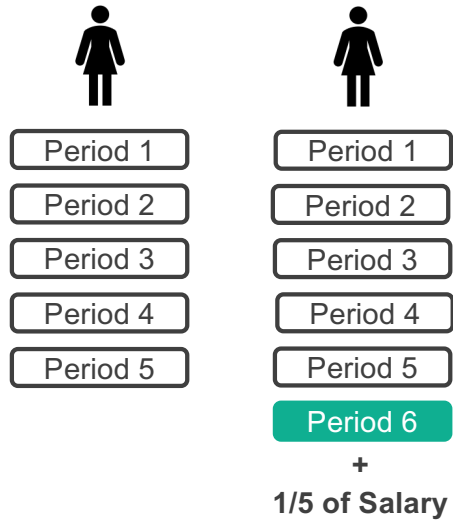 Period 1
Period 2
Period 3
Period 4
Period 5
Period 1
Period 2
Period 3
Period 4
Period 5
Period 6
+
1/5 of Salary